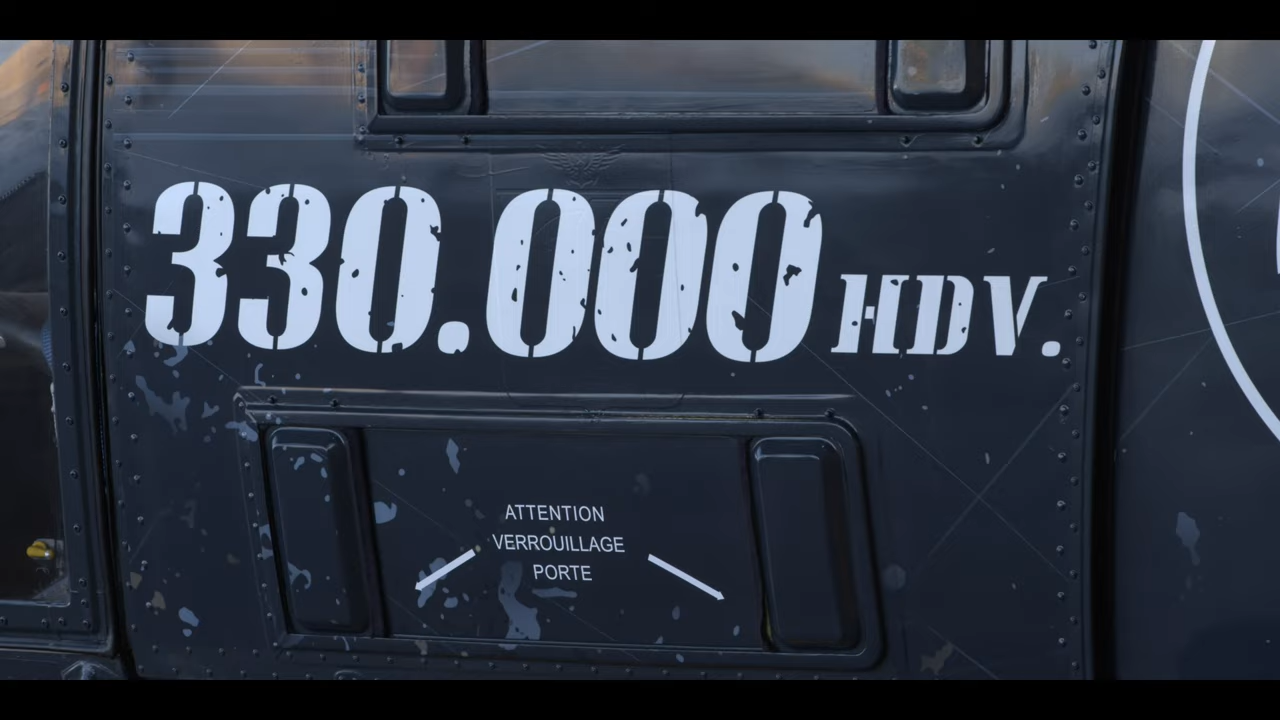 330.000 HDV.
ATTENTION
VERROUILLAGE
PORTE